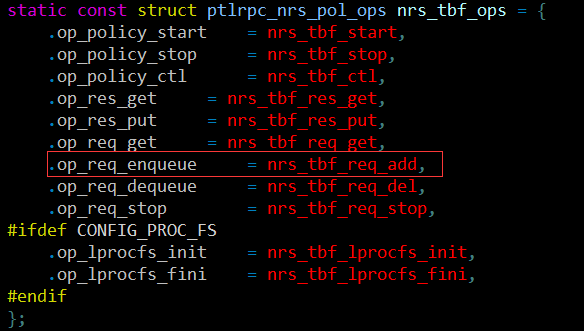 static const struct ptlrpc_nrs_pol_ops nrs_tbf_ops = {
.op_policy_start = nrs_tbf_start,
.op_policy_stop = nrs_tbf_stop,
.op_policy_ctl = nrs_tbf_ctl,
.op_res_get = nrs_tbf_res_get,
.op_res_put = nrs_tbf_res_put,
.op_req_get = nrs_tbf_req_get,
.op_req_enqueue = nrs_tbf_req_add,
.op_req_dequeue = nrs_tbf_req_del,
.op_req_stop = nrs_tbf_req_stop,
#ifdef CONFIG_PROC_FS
.op_lprocfs_init = nrs_tbf_lprocfs_init,
.op_lprocfs_fini = nrs_tbf_lprocfs_fini,
#endif
};